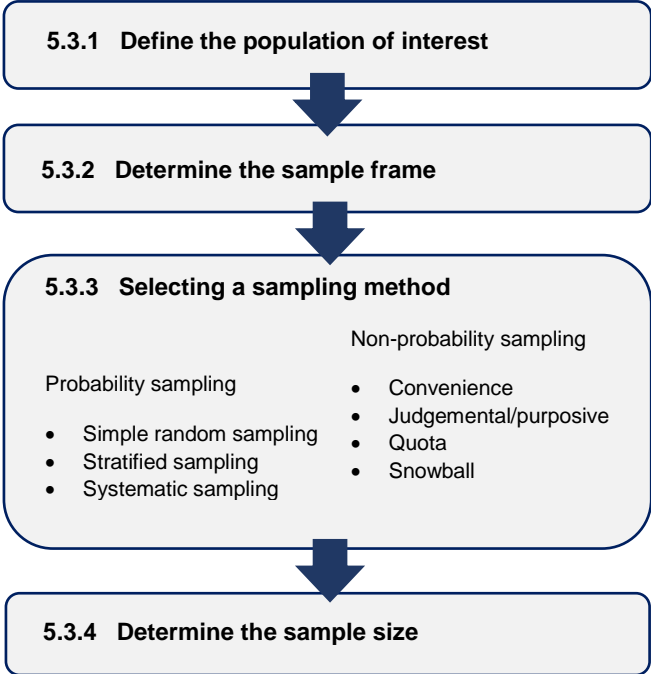 5.3.1 Define the population of interest
5.3.2 Determine the sample frame
5.3.3 Selecting a sampling method
Probability sampling
• Simple random sampling
• Stratified sampling
• Systematic sampling
Non-probability sampling
• Convenience
• Judgemental/purposive
• Quota
• Snowball
5.3.4 Determine the sample size